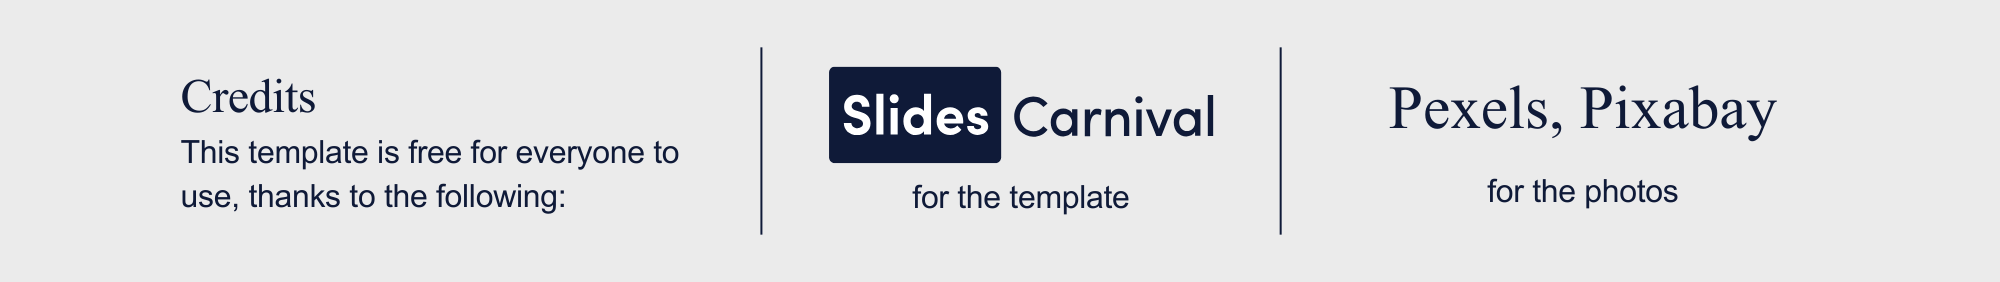 Credits
This template is free for everyone to
use, thanks to the following:
Slides Carnival
for the template
Pexels, Pixabay
for the photos